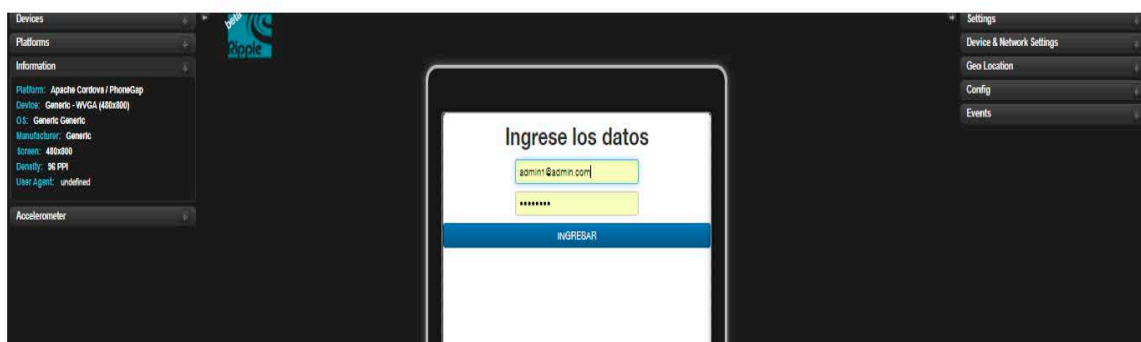 Devices
Platforms
Information
Platform: Apache Cordova / PhoneGap
Device: Generic - WVGA (480x800)
OS: Generic Generic
Manufacturer: Generic
Screen: 480x800
Density: 96 PPI
User Agent: undefined
Accelerometer
beta
Ripple
Ingrese los datos
admin1@admin.com
••••••••
INGRESAR
Settings
Device & Network Settings
Geo Location
Config
Events